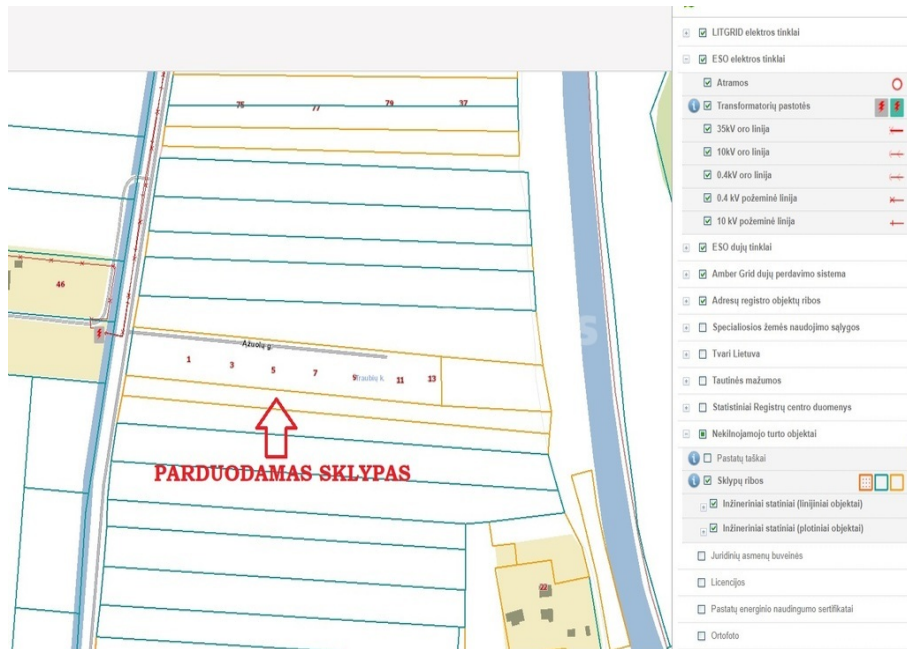 LITGRID elektros tinklai
ESO elektros tinklai
Atramos
Transformatorių pastotės
35kV oro linija
10kV oro linija
0.4kV oro linija
0.4 kV požeminė linija
10 kV požeminė linija
ESO dujų tinklai
Amber Grid dujų perdavimo sistema
Adresų registro objektų ribos
Specialiosios žemės naudojimo sąlygos
Tvari Lietuva
Tautinės mažumos
Statistiniai Registrų centro duomenys
Nekilnojamojo turto objektai
Pastatų taškai
Sklypų ribos
Inžineriniai statiniai (linijiniai objektai)
Inžineriniai statiniai (plotiniai objektai)
Juridinių asmenų buveinės
Licencijos
Pastatų energinio naudingumo sertifikatai
Ortofoto
75 77 79 37
46
Ąžuolų g.
1 3 5 7 9 11 13
Traubių k.
PARDUODAMAS SKLYPAS
22